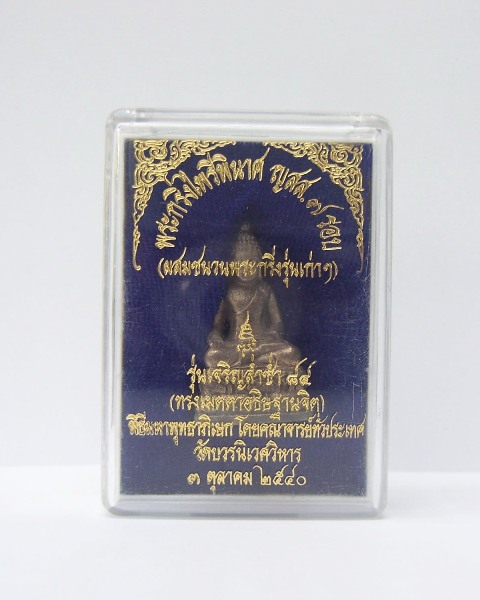 พระกริ่งไพรีพินาศ ญสส. ๗ รอบ
(ผสมชนวนพระกริ่งรุ่นเก่าๆ)
รุ่นเจริญล้ำซ้ำ ๘๔
(ทรงเมตตาอธิษฐานจิต)
พิธีมหาพุทธาภิเษก โดยคณาจารย์ทั่วประเทศ
วัดบวรนิเวศวิหาร
๓ ตุลาคม ๒๕๔๐